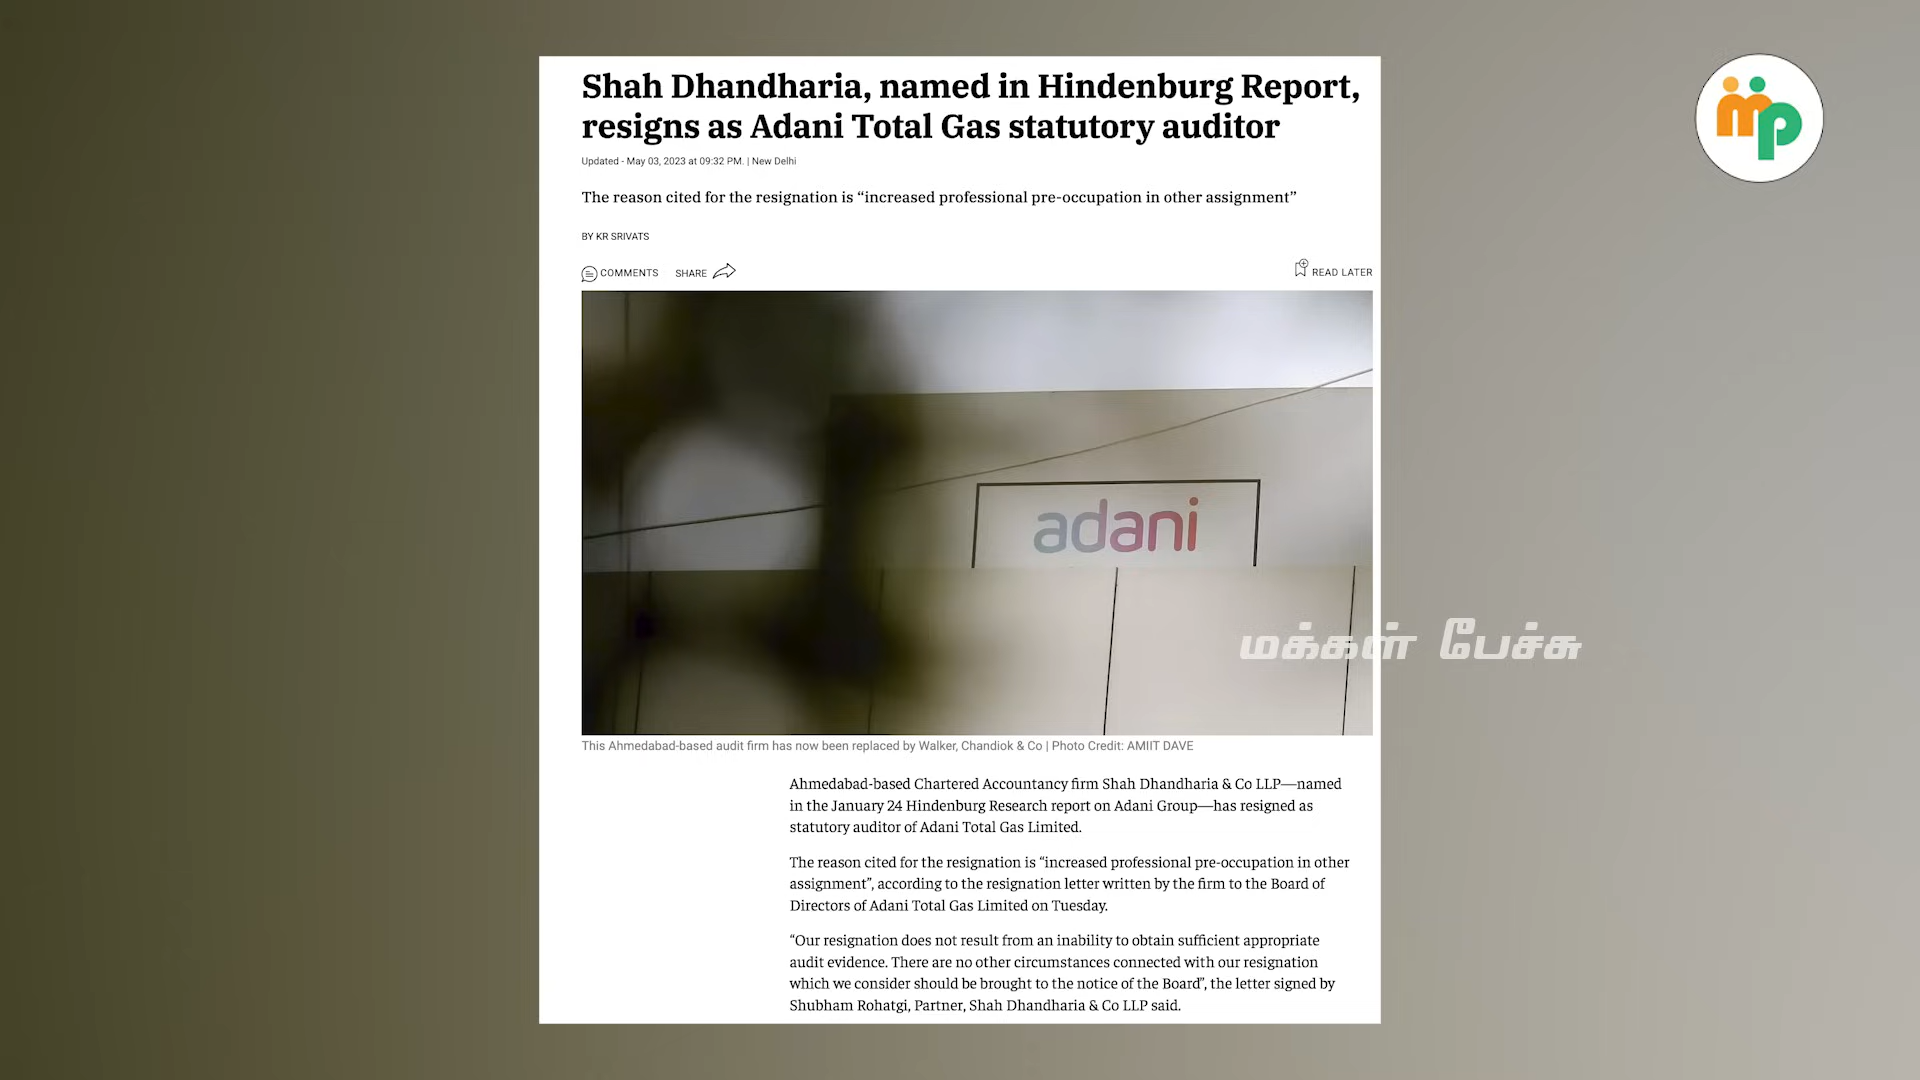 Shah Dhandharia, named in Hindenburg Report,
resigns as Adani Total Gas statutory auditor
Updated - May 03, 2023 at 09:32 PM. | New Delhi
The reason cited for the resignation is “increased professional pre-occupation in other assignment”
BY KR SRIVATS
COMMENTS SHARE READ LATER
adani
மக்கள் பேச்சு
This Ahmedabad-based audit firm has now been replaced by Walker, Chandiok & Co | Photo Credit: AMIIT DAVE
Ahmedabad-based Chartered Accountancy firm Shah Dhandharia & Co LLP—named
in the January 24 Hindenburg Research report on Adani Group—has resigned as
statutory auditor of Adani Total Gas Limited.
The reason cited for the resignation is “increased professional pre-occupation in other
assignment”, according to the resignation letter written by the firm to the Board of
Directors of Adani Total Gas Limited on Tuesday.
“Our resignation does not result from an inability to obtain sufficient appropriate
audit evidence. There are no other circumstances connected with our resignation
which we consider should be brought to the notice of the Board”, the letter signed by
Shubham Rohatgi, Partner, Shah Dhandharia & Co LLP said.
mp